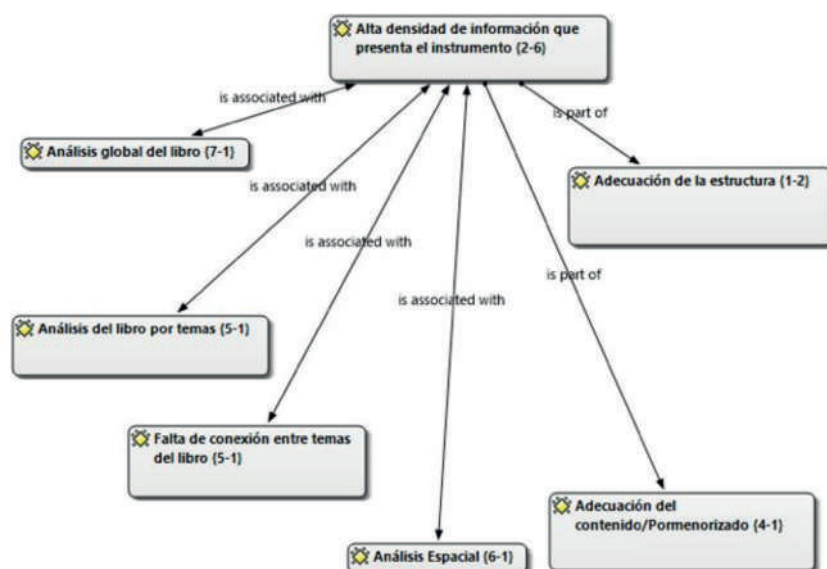 Alta densidad de información que
presenta el instrumento {2-6}
is associated with
is part of
Análisis global del libro {7-1}
Adecuación de la estructura {1-2}
is associated with
is associated with
is part of
is associated with
Análisis del libro por temas {5-1}
Falta de conexión entre temas
del libro {5-1}
Adecuación del
contenido/Pormenorizado {4-1}
Análisis Espacial {6-1}